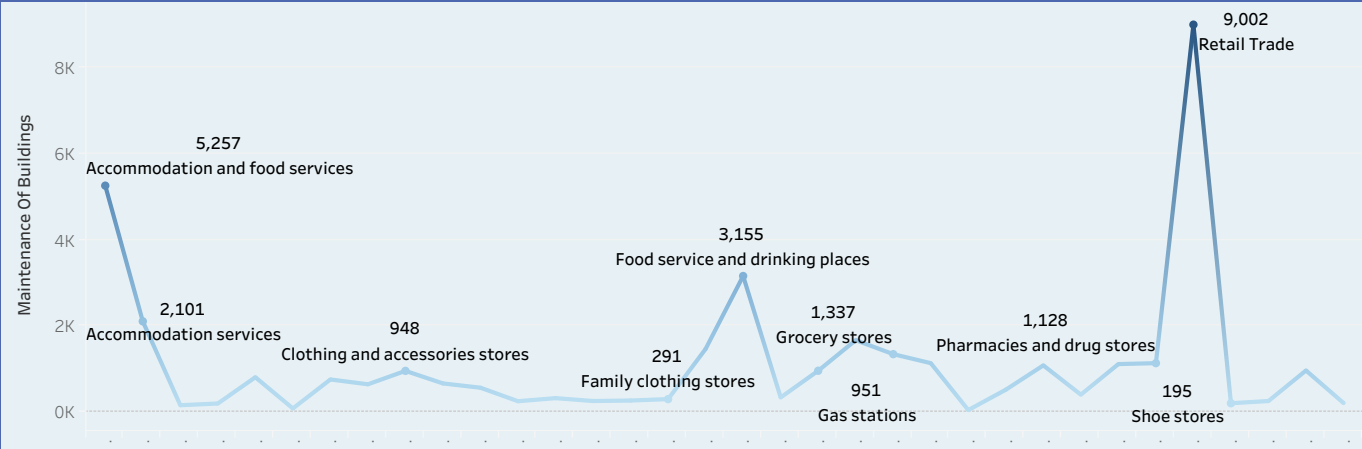 9,002
Retail Trade
8K
Maintenance Of Buildings
6K
5,257
Accommodation and food services
4K
3,155
Food service and drinking places
2,101
Accommodation services
2K
948
Clothing and accessories stores
291
Family clothing stores
1,337
Grocery stores
1,128
Pharmacies and drug stores
951
Gas stations
195
Shoe stores
0K